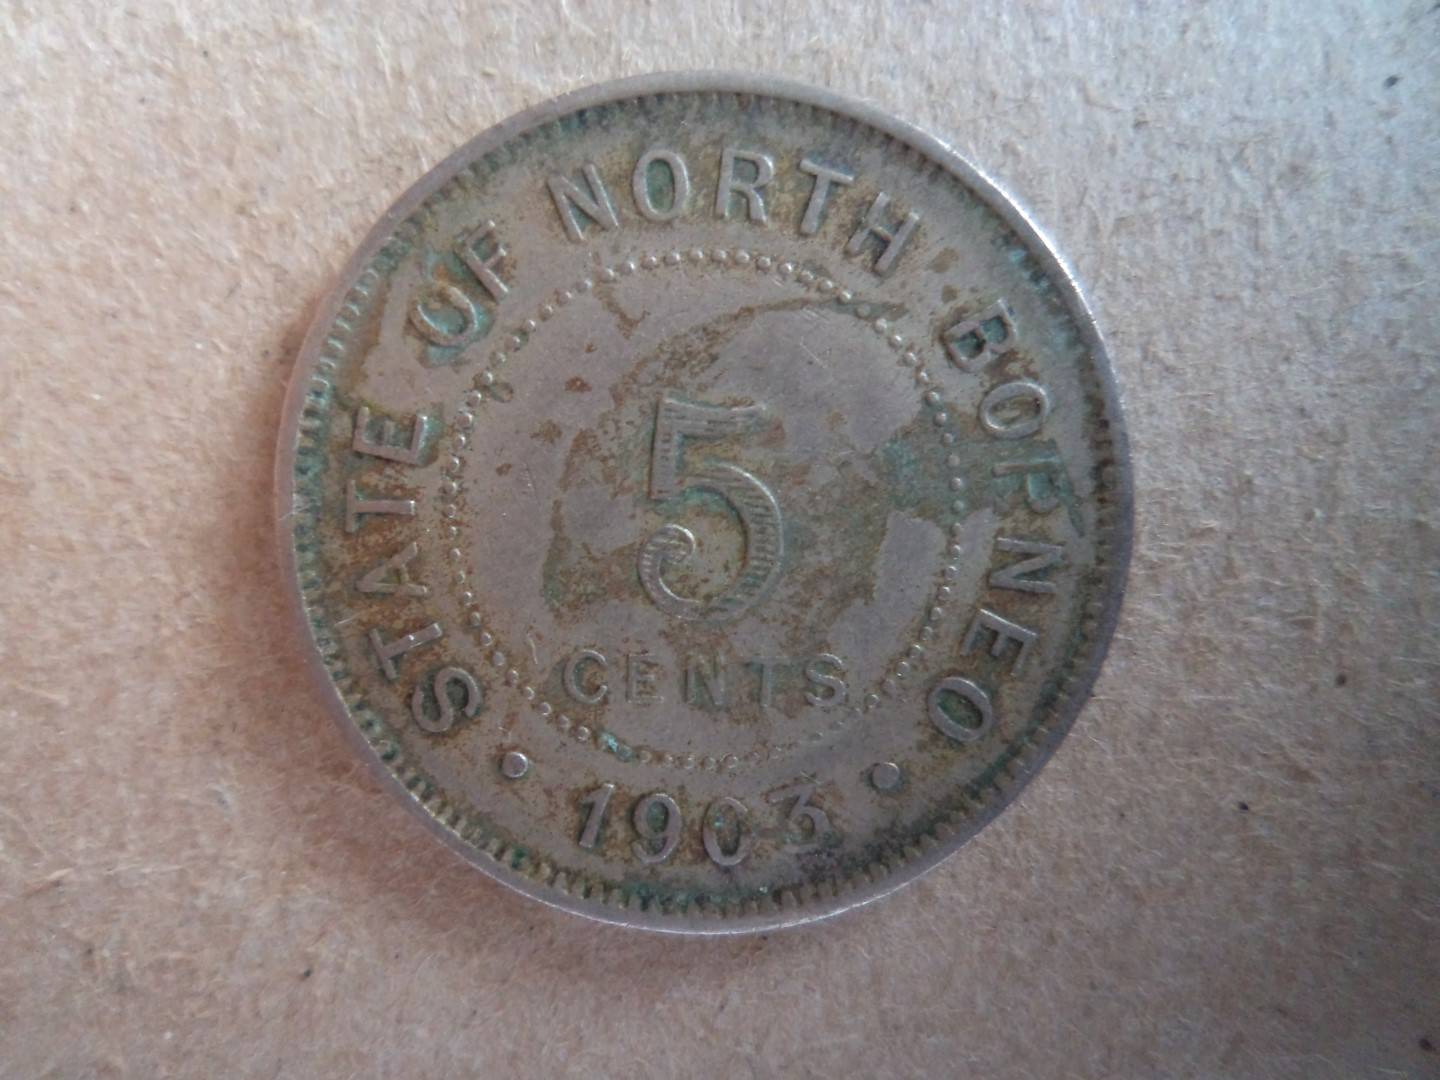 STATE OF NORTH BORNEO
5
CENTS
• 1903 •